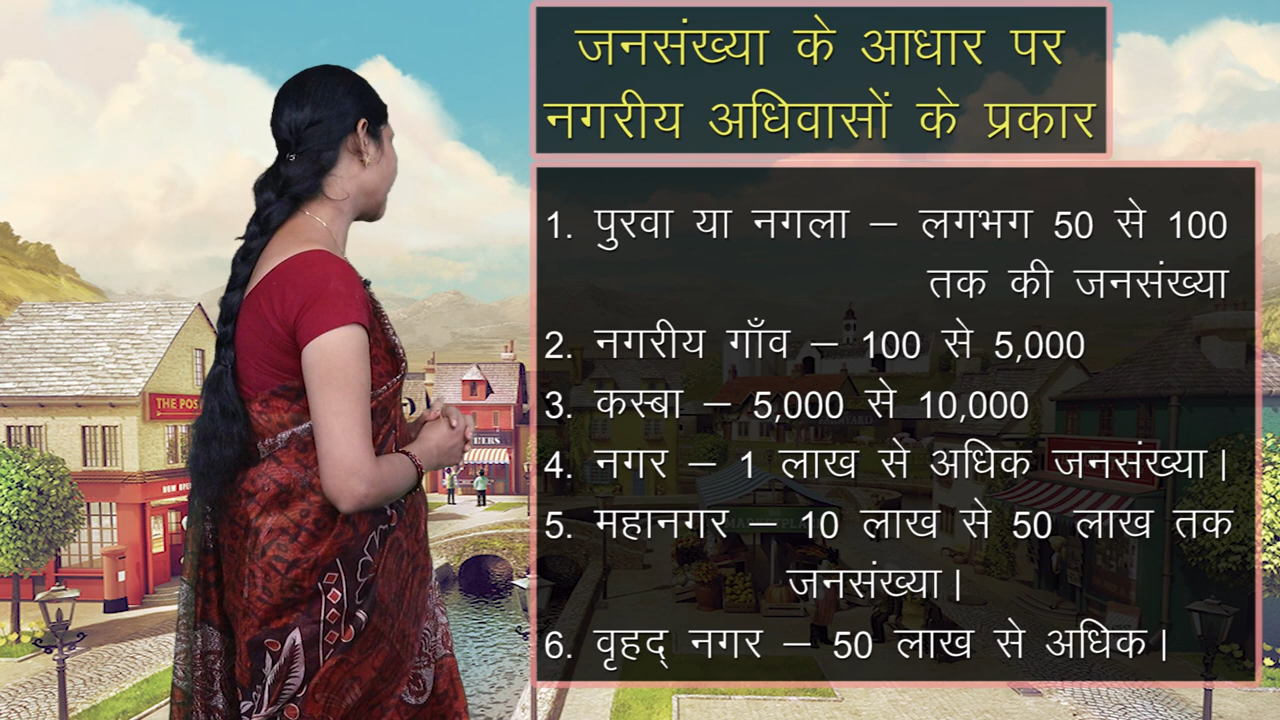 जनसंख्या के आधार पर
नगरीय अधिवासों के प्रकार
1. पुरवा या नगला – लगभग 50 से 100
तक की जनसंख्या
2. नगरीय गाँव – 100 से 5,000
3. कस्बा – 5,000 से 10,000
4. नगर – 1 लाख से अधिक जनसंख्या।
5. महानगर – 10 लाख से 50 लाख तक
जनसंख्या।
6. वृहद् नगर – 50 लाख से अधिक।
THE POS